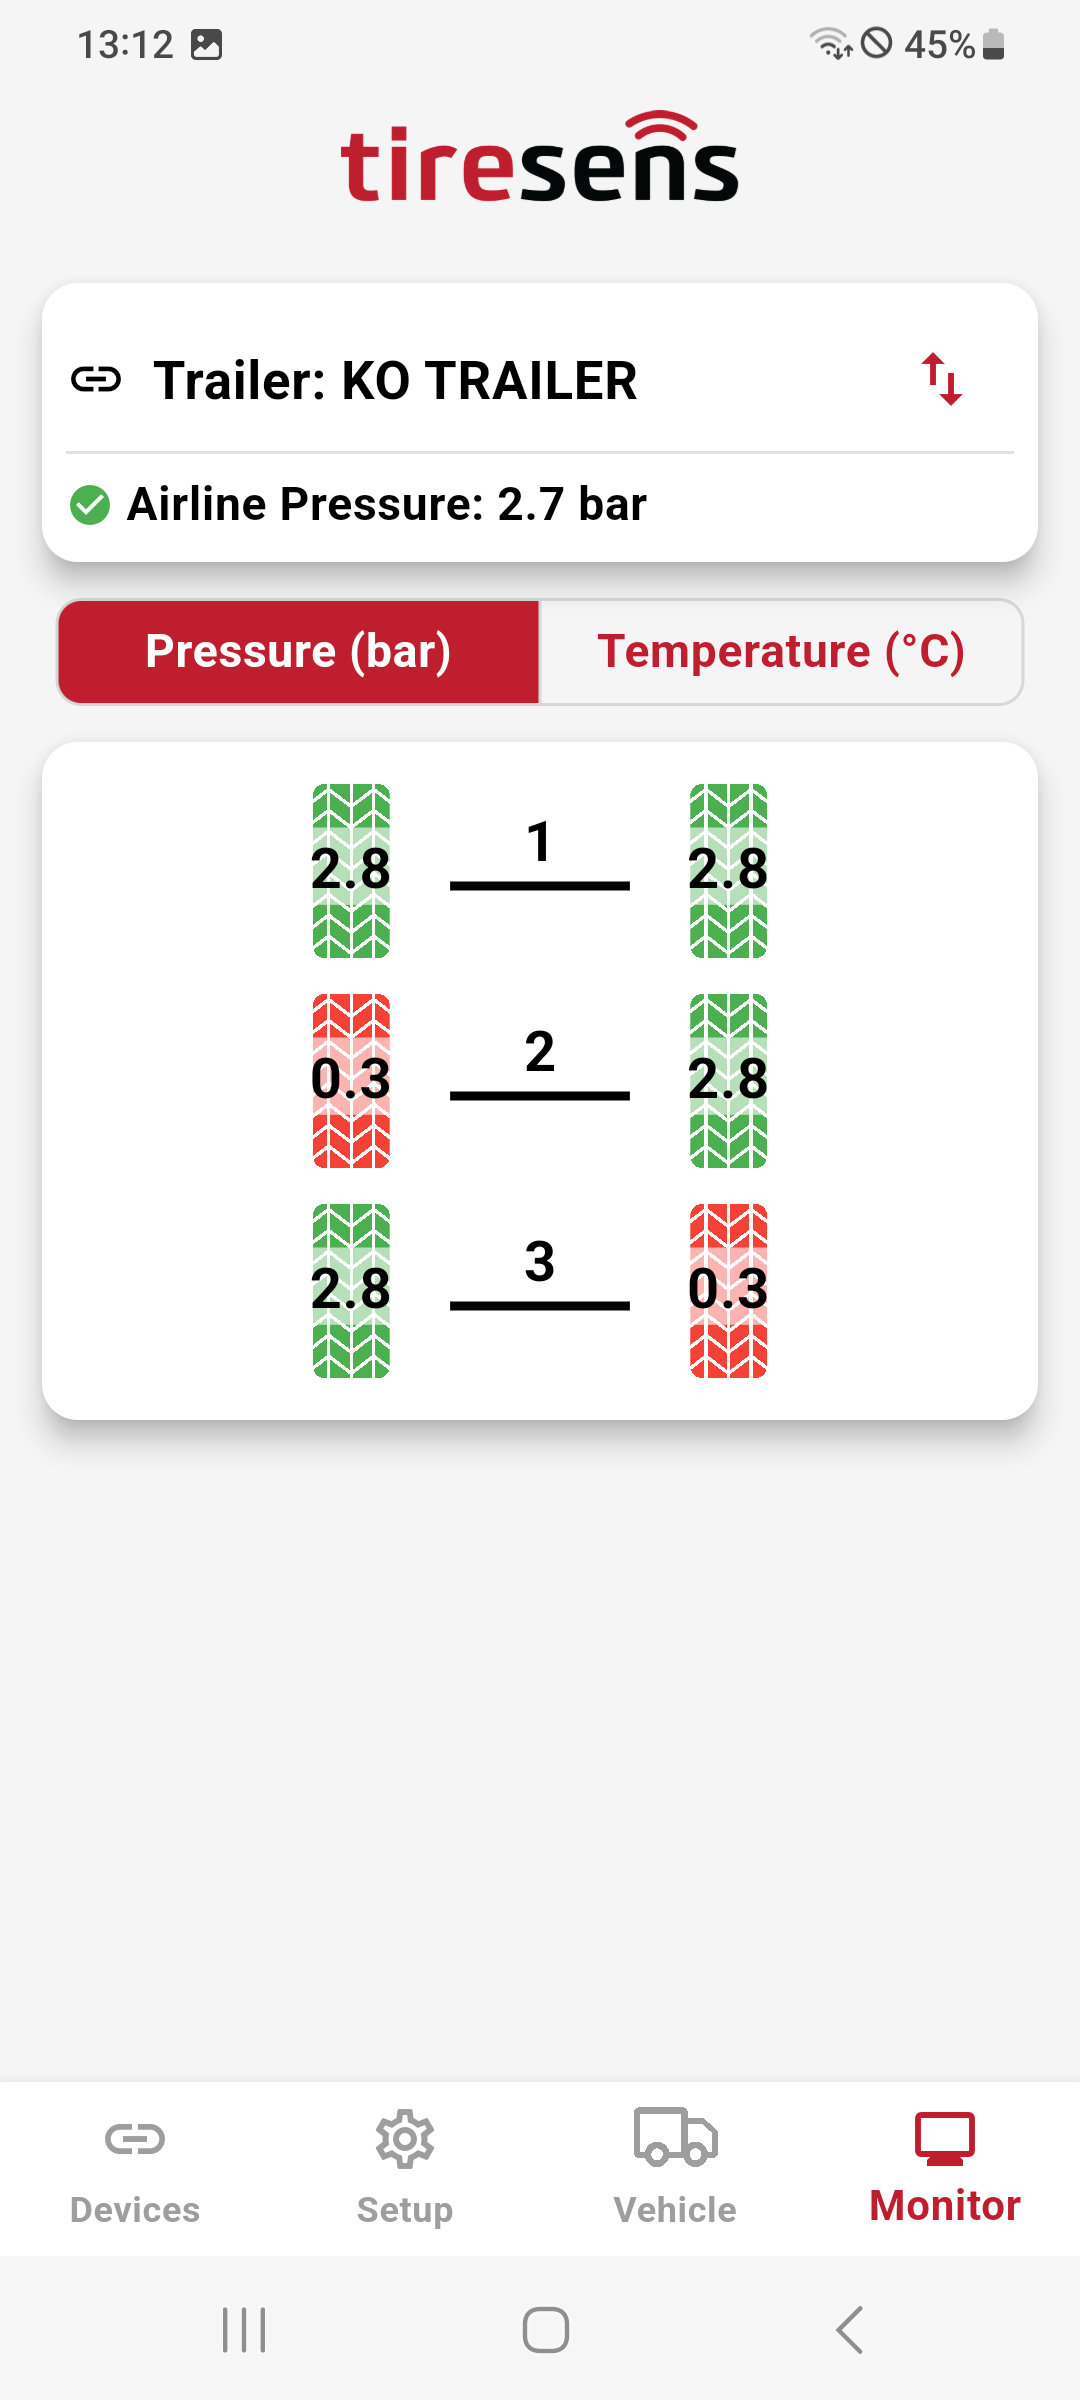 13:12 45%
tiresens
Trailer: KO TRAILER
Airline Pressure: 2.7 bar
Pressure (bar) Temperature (°C)
2.8 1 2.8
0.3 2 2.8
2.8 3 0.3
Devices Setup Vehicle Monitor